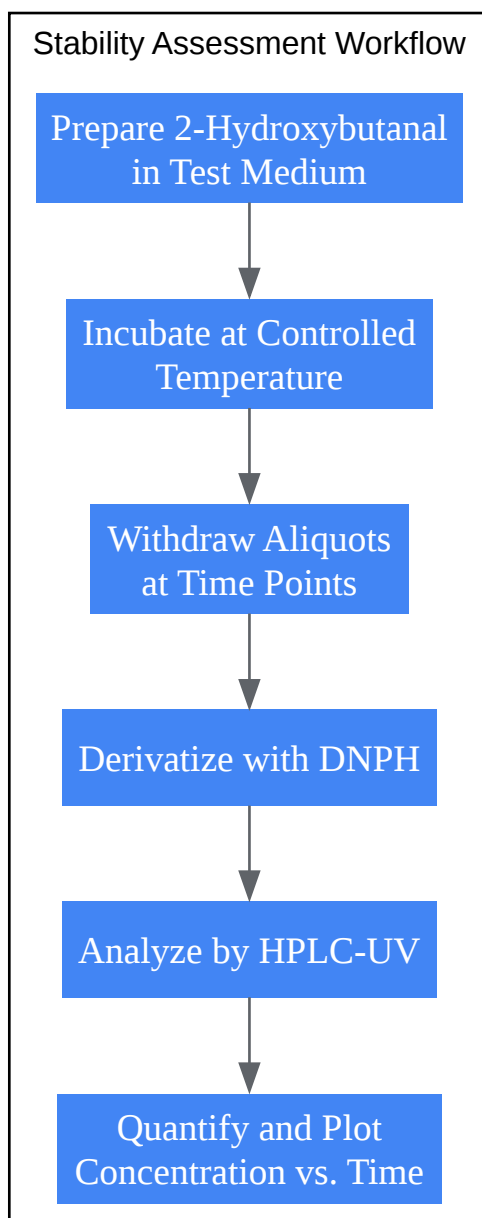 Stability Assessment Workflow
Prepare 2-Hydroxybutanal
in Test Medium
Incubate at Controlled
Temperature
Withdraw Aliquots
at Time Points
Derivatize with DNPH
Analyze by HPLC-UV
Quantify and Plot
Concentration vs. Time